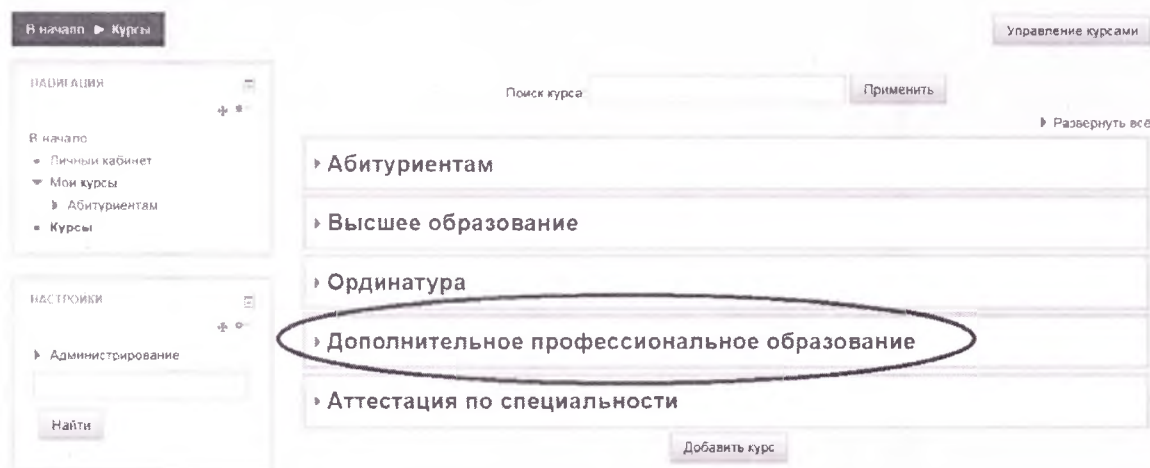 В начало ▶ Курсы
Управление курсами
НАВИГАЦИЯ
В начало
Личный кабинет
Мои курсы
Абитуриентам
Курсы
НАСТРОЙКИ
Администрирование
Найти
Поиск курса
Применить
Развернуть всё
Абитуриентам
Высшее образование
Ординатура
Дополнительное профессиональное образование
Аттестация по специальности
Добавить курс